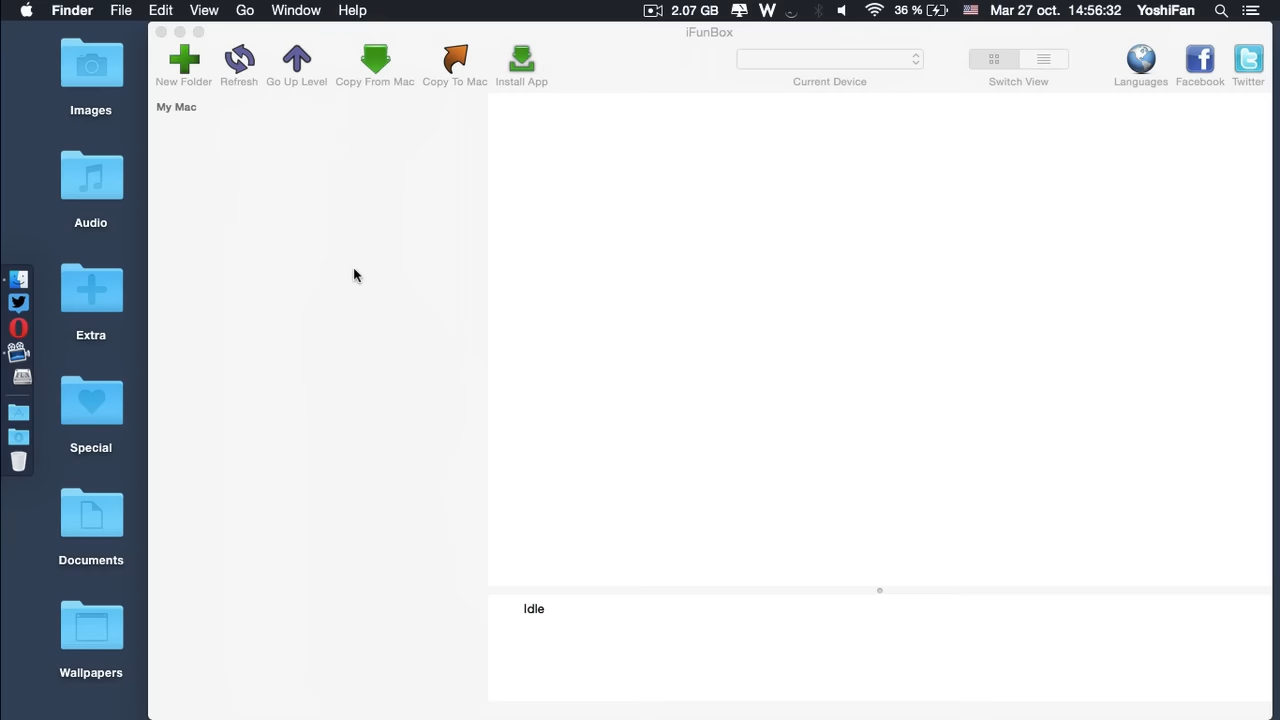 Finder File Edit View Go Window Help 2.07 GB 36 % Mar 27 oct. 14:56:32 YoshiFan
iFunBox
New Folder Refresh Go Up Level Copy From Mac Copy To Mac Install App Current Device Switch View Languages Facebook Twitter
My Mac
Images
Audio
Extra
Special
Documents
Wallpapers
Idle